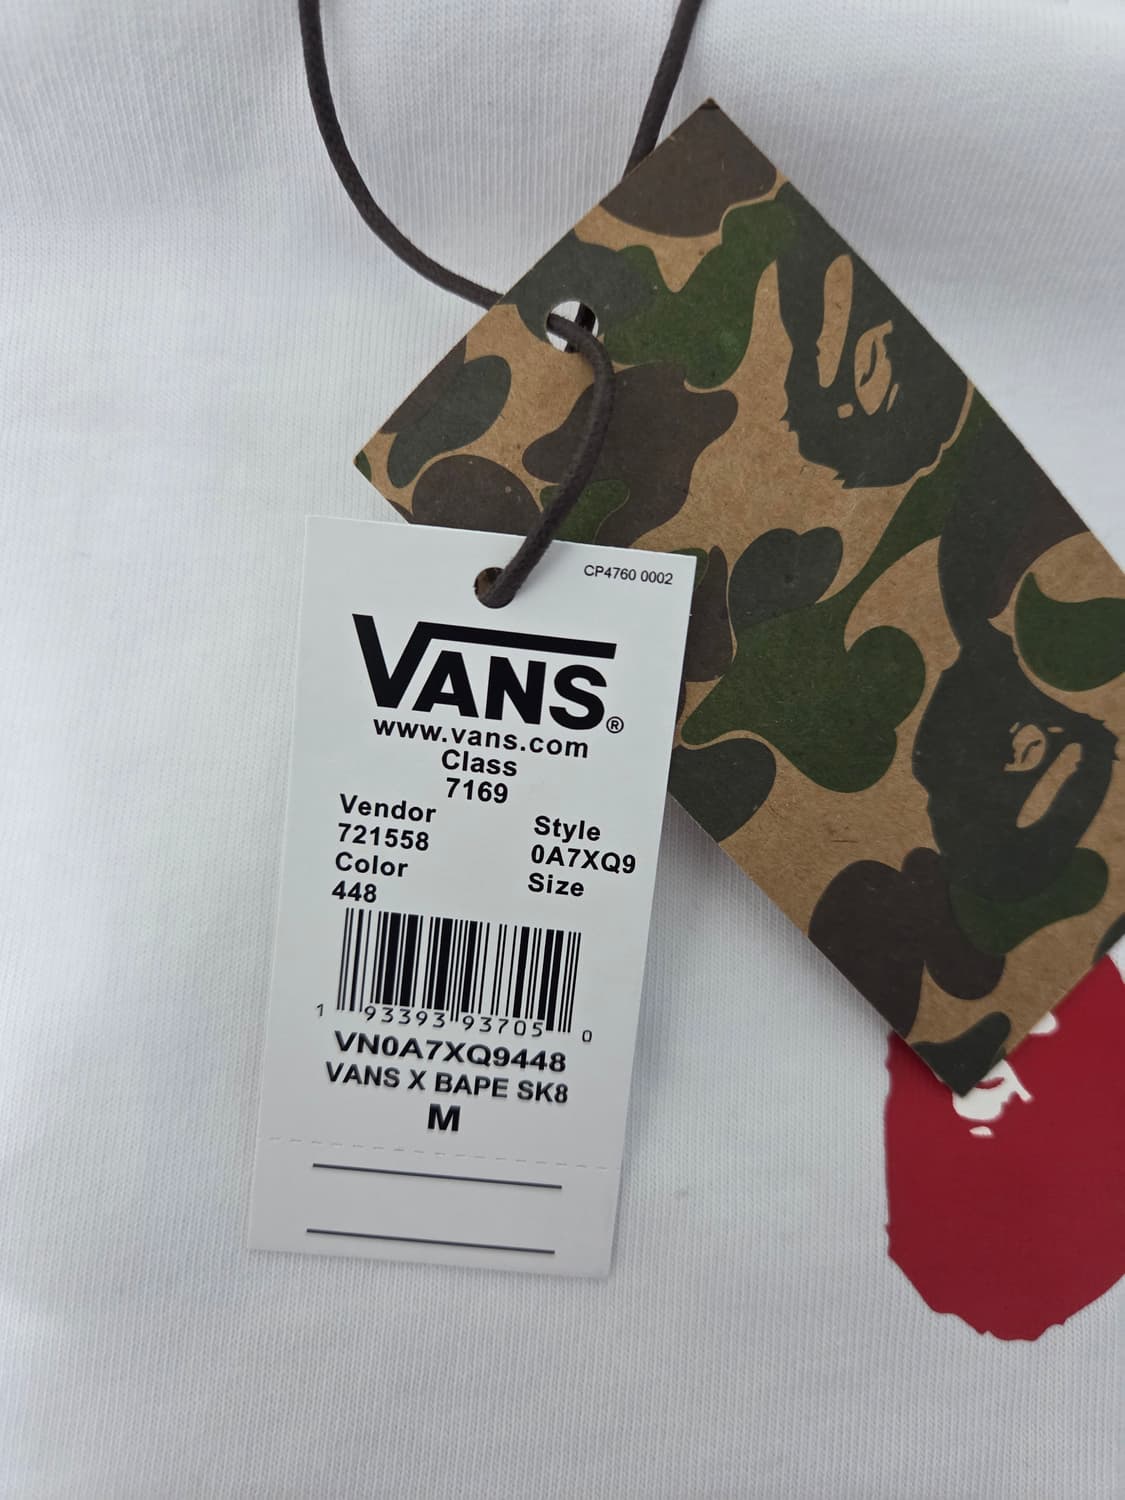 CP4760 0002
VANS®
www.vans.com
Class
7169
Vendor
721558
Style
0A7XQ9
Color
448
Size
1 93393 93705 0
VN0A7XQ9448
VANS X BAPE SK8
M